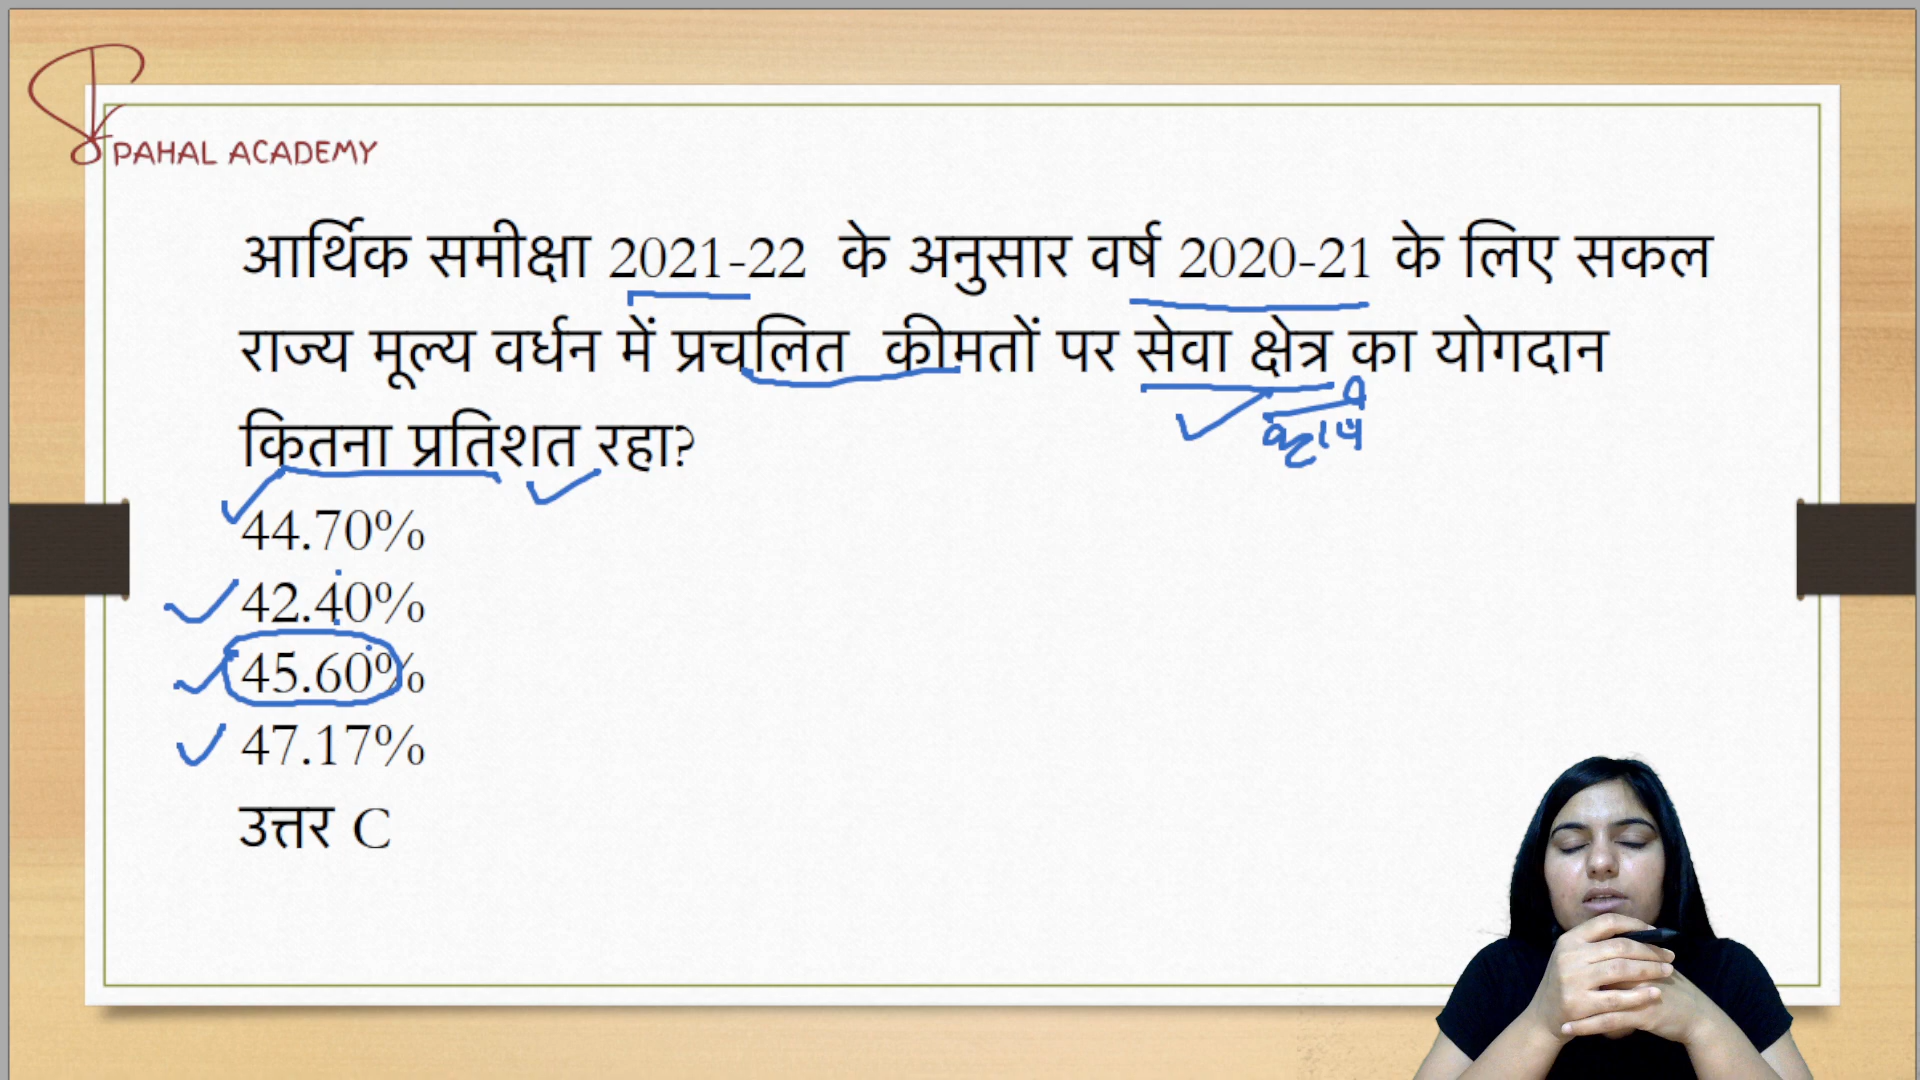 PAHAL ACADEMY
आर्थिक समीक्षा 2021-22 के अनुसार वर्ष 2020-21 के लिए सकल
राज्य मूल्य वर्धन में प्रचलित कीमतों पर सेवा क्षेत्र का योगदान
कितना प्रतिशत रहा?
44.70%
42.40%
45.60%
47.17%
उत्तर C